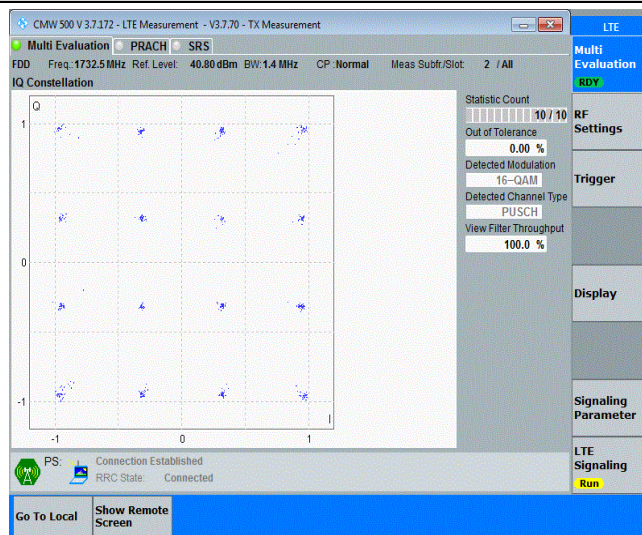 CMW 500 V 3.7.172 - LTE Measurement - V3.7.70 - TX Measurement
LTE
Multi Evaluation PRACH SRS
FDD Freq.:1732.5 MHz Ref. Level: 40.80 dBm BW:1.4 MHz CP :Normal Meas Subfr./Slot: 2 / All
IQ Constellation
Q
1
0
-1
-1 0 1
I
Statistic Count
10 / 10
Out of Tolerance
0.00 %
Detected Modulation
16-QAM
Detected Channel Type
PUSCH
View Filter Throughput
100.0 %
PS: Connection Established
RRC State: Connected
Multi
Evaluation
RDY
RF
Settings
Trigger
Display
Signaling
Parameter
LTE
Signaling
Run
Go To Local
Show Remote
Screen